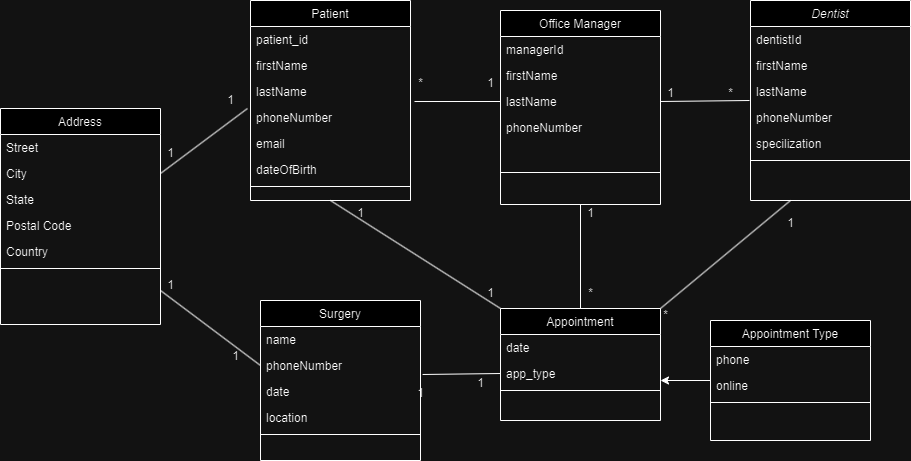 Patient
patient_id
firstName
lastName
phoneNumber
email
dateOfBirth
Office Manager
managerId
firstName
lastName
phoneNumber
Dentist
dentistId
firstName
lastName
phoneNumber
specilization
* 1
1 *
Address
Street
City
State
Postal Code
Country
1
1
1
1
1
1
1
*
1
*
Surgery
name
phoneNumber
date
location
1
1
Appointment
date
app_type
Appointment Type
phone
online